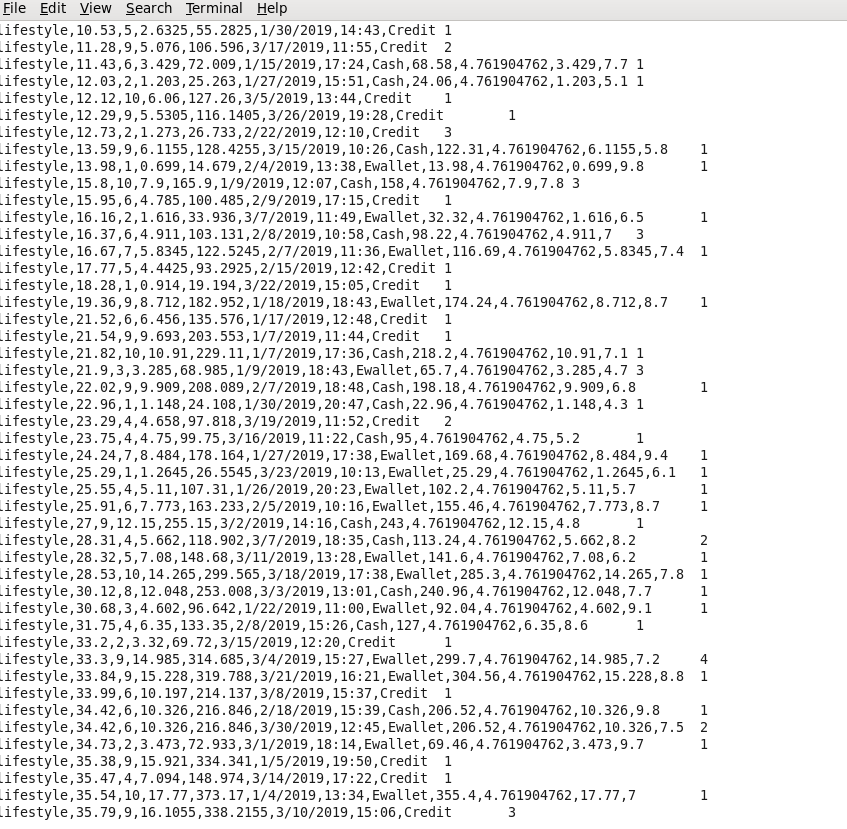 File Edit View Search Terminal Help
lifestyle,10.53,5,2.6325,55.2825,1/30/2019,14:43,Credit 1
lifestyle,11.28,9,5.076,106.596,3/17/2019,11:55,Credit 2
lifestyle,11.43,6,3.429,72.009,1/15/2019,17:24,Cash,68.58,4.761904762,3.429,7.7 1
lifestyle,12.03,2,1.203,25.263,1/27/2019,15:51,Cash,24.06,4.761904762,1.203,5.1 1
lifestyle,12.12,10,6.06,127.26,3/5/2019,13:44,Credit 1
lifestyle,12.29,9,5.5305,116.1405,3/26/2019,19:28,Credit 1
lifestyle,12.73,2,1.273,26.733,2/22/2019,12:10,Credit 3
lifestyle,13.59,9,6.1155,128.4255,3/15/2019,10:26,Cash,122.31,4.761904762,6.1155,5.8 1
lifestyle,13.98,1,0.699,14.679,2/4/2019,13:38,Ewallet,13.98,4.761904762,0.699,9.8 1
lifestyle,15.8,10,7.9,165.9,1/9/2019,12:07,Cash,158,4.761904762,7.9,7.8 3
lifestyle,15.95,6,4.785,100.485,2/9/2019,17:15,Credit 1
lifestyle,16.16,2,1.616,33.936,3/7/2019,11:49,Ewallet,32.32,4.761904762,1.616,6.5 1
lifestyle,16.37,6,4.911,103.131,2/8/2019,10:58,Cash,98.22,4.761904762,4.911,7 3
lifestyle,16.67,7,5.8345,122.5245,2/7/2019,11:36,Ewallet,116.69,4.761904762,5.8345,7.4 1
lifestyle,17.77,5,4.4425,93.2925,2/15/2019,12:42,Credit 1
lifestyle,18.28,1,0.914,19.194,3/22/2019,15:05,Credit 1
lifestyle,19.36,9,8.712,182.952,1/18/2019,18:43,Ewallet,174.24,4.761904762,8.712,8.7 1
lifestyle,21.52,6,6.456,135.576,1/17/2019,12:48,Credit 1
lifestyle,21.54,9,9.693,203.553,1/7/2019,11:44,Credit 1
lifestyle,21.82,10,10.91,229.11,1/7/2019,17:36,Cash,218.2,4.761904762,10.91,7.1 1
lifestyle,21.9,3,3.285,68.985,1/9/2019,18:43,Ewallet,65.7,4.761904762,3.285,4.7 3
lifestyle,22.02,9,9.909,208.089,2/7/2019,18:48,Cash,198.18,4.761904762,9.909,6.8 1
lifestyle,22.96,1,1.148,24.108,1/30/2019,20:47,Cash,22.96,4.761904762,1.148,4.3 1
lifestyle,23.29,4,4.658,97.818,3/19/2019,11:52,Credit 2
lifestyle,23.75,4,4.75,99.75,3/16/2019,11:22,Cash,95,4.761904762,4.75,5.2 1
lifestyle,24.24,7,8.484,178.164,1/27/2019,17:38,Ewallet,169.68,4.761904762,8.484,9.4 1
lifestyle,25.29,1,1.2645,26.5545,3/23/2019,10:13,Ewallet,25.29,4.761904762,1.2645,6.1 1
lifestyle,25.55,4,5.11,107.31,1/26/2019,20:23,Ewallet,102.2,4.761904762,5.11,5.7 1
lifestyle,25.91,6,7.773,163.233,2/5/2019,10:16,Ewallet,155.46,4.761904762,7.773,8.7 1
lifestyle,27,9,12.15,255.15,3/2/2019,14:16,Cash,243,4.761904762,12.15,4.8 1
lifestyle,28.31,4,5.662,118.902,3/7/2019,18:35,Cash,113.24,4.761904762,5.662,8.2 2
lifestyle,28.32,5,7.08,148.68,3/11/2019,13:28,Ewallet,141.6,4.761904762,7.08,6.2 1
lifestyle,28.53,10,14.265,299.565,3/18/2019,17:38,Ewallet,285.3,4.761904762,14.265,7.8 1
lifestyle,30.12,8,12.048,253.008,3/3/2019,13:01,Cash,240.96,4.761904762,12.048,7.7 1
lifestyle,30.68,3,4.602,96.642,1/22/2019,11:00,Ewallet,92.04,4.761904762,4.602,9.1 1
lifestyle,31.75,4,6.35,133.35,2/8/2019,15:26,Cash,127,4.761904762,6.35,8.6 1
lifestyle,33.2,2,3.32,69.72,3/15/2019,12:20,Credit 1
lifestyle,33.3,9,14.985,314.685,3/4/2019,15:27,Ewallet,299.7,4.761904762,14.985,7.2 4
lifestyle,33.84,9,15.228,319.788,3/21/2019,16:21,Ewallet,304.56,4.761904762,15.228,8.8 1
lifestyle,33.99,6,10.197,214.137,3/8/2019,15:37,Credit 1
lifestyle,34.42,6,10.326,216.846,2/18/2019,15:39,Cash,206.52,4.761904762,10.326,9.8 1
lifestyle,34.42,6,10.326,216.846,3/30/2019,12:45,Ewallet,206.52,4.761904762,10.326,7.5 2
lifestyle,34.73,2,3.473,72.933,3/1/2019,18:14,Ewallet,69.46,4.761904762,3.473,9.7 1
lifestyle,35.38,9,15.921,334.341,1/5/2019,19:50,Credit 1
lifestyle,35.47,4,7.094,148.974,3/14/2019,17:22,Credit 1
lifestyle,35.54,10,17.77,373.17,1/4/2019,13:34,Ewallet,355.4,4.761904762,17.77,7 1
lifestyle,35.79,9,16.1055,338.2155,3/10/2019,15:06,Credit 3